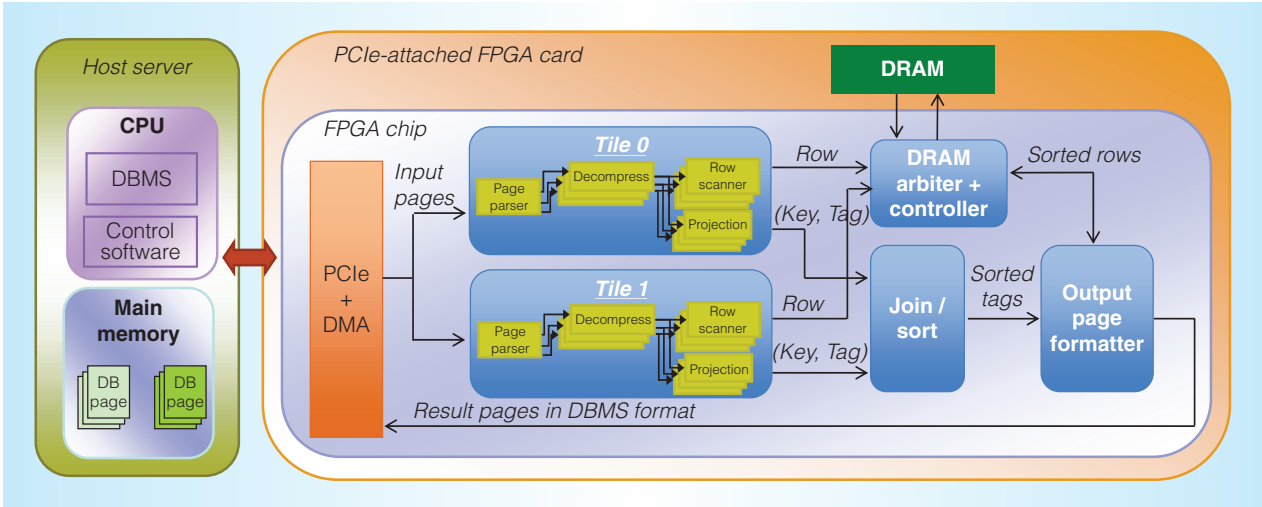 Host server
CPU
DBMS
Control
software
Main
memory
DB
page
DB
page
PCIe-attached FPGA card
DRAM
FPGA chip
PCIe
+
DMA
Input
pages
Tile 0
Page
parser
Decompress
Row
scanner
Projection
Row
(Key, Tag)
DRAM
arbiter +
controller
Sorted rows
Tile 1
Page
parser
Decompress
Row
scanner
Projection
Row
(Key, Tag)
Join /
sort
Sorted
tags
Output
page
formatter
Result pages in DBMS format